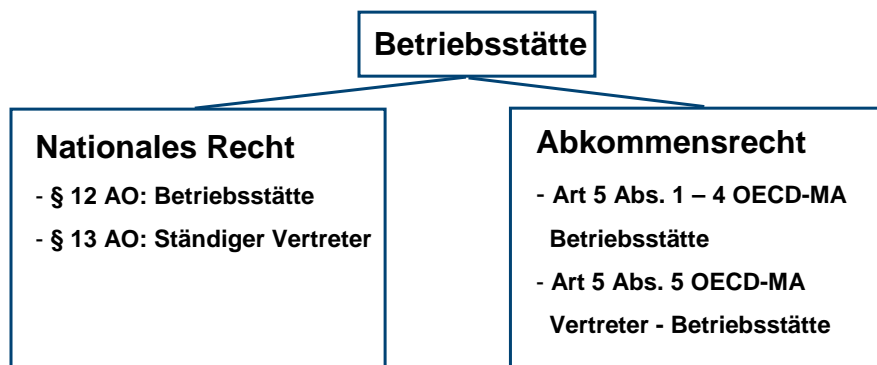 Betriebsstätte
Nationales Recht
- § 12 AO: Betriebsstätte
- § 13 AO: Ständiger Vertreter
Abkommensrecht
- Art 5 Abs. 1 – 4 OECD-MA
Betriebsstätte
- Art 5 Abs. 5 OECD-MA
Vertreter - Betriebsstätte